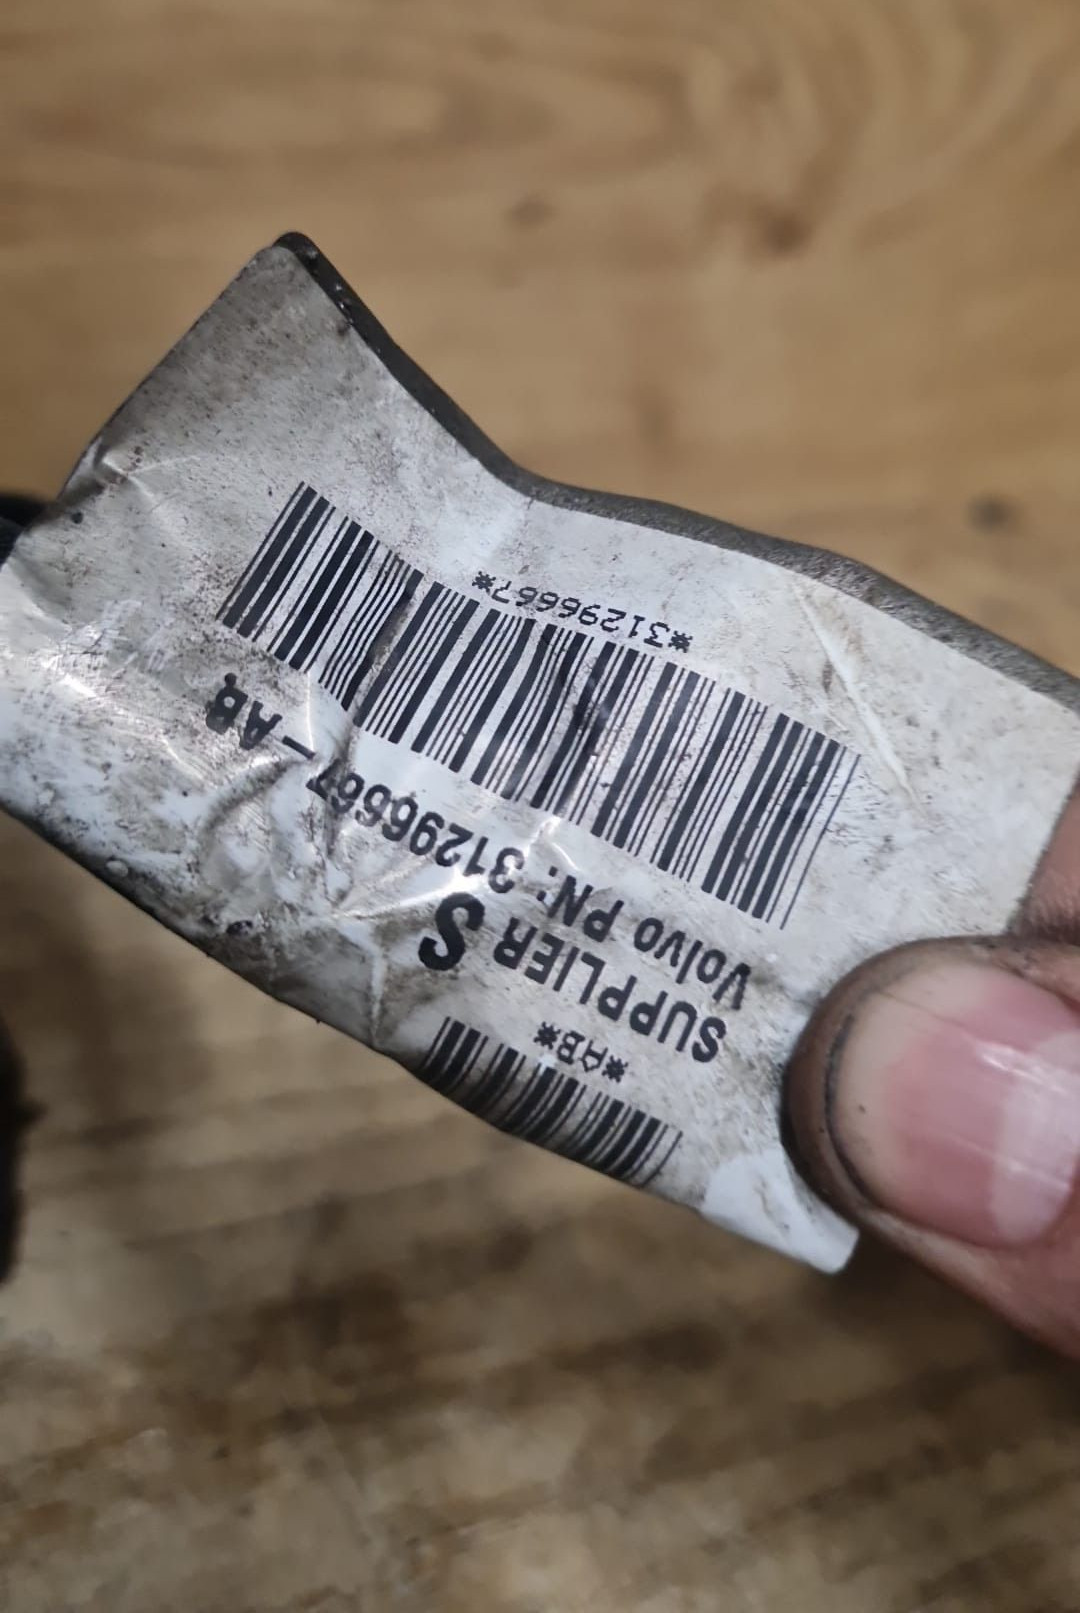 *AB*
SUPPLIER S
Volvo PN: 31296667 -AB
*31296667*